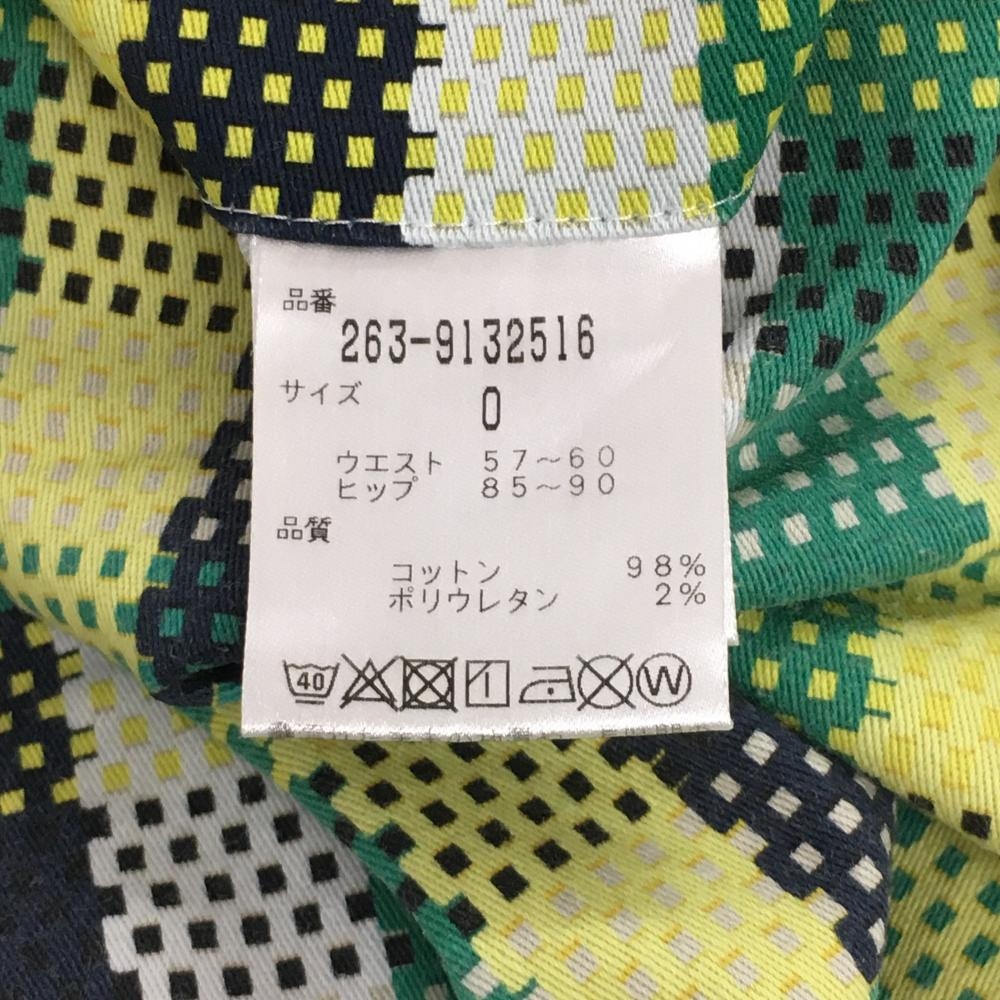 品番
263-9132516
サイズ
0
ウエスト 57~60
ヒップ 85~90
品質
コットン 98%
ポリウレタン 2%
40 W